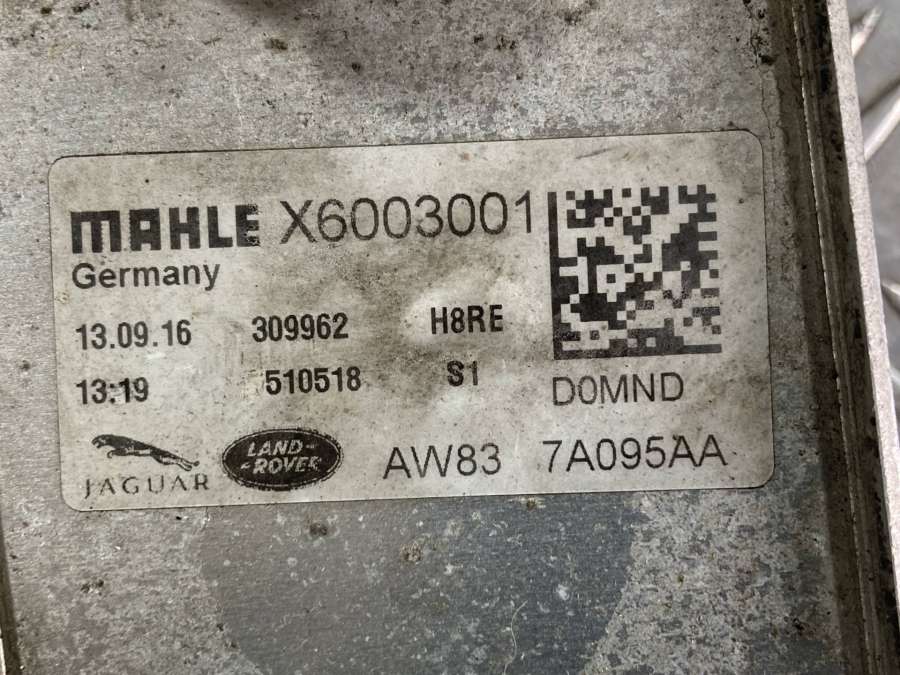 MAHLE X6003001
Germany
13.09.16 309962 H8RE
13:19 510518 S1
D0MND
JAGUAR LAND-
-ROVER AW83 7A095AA